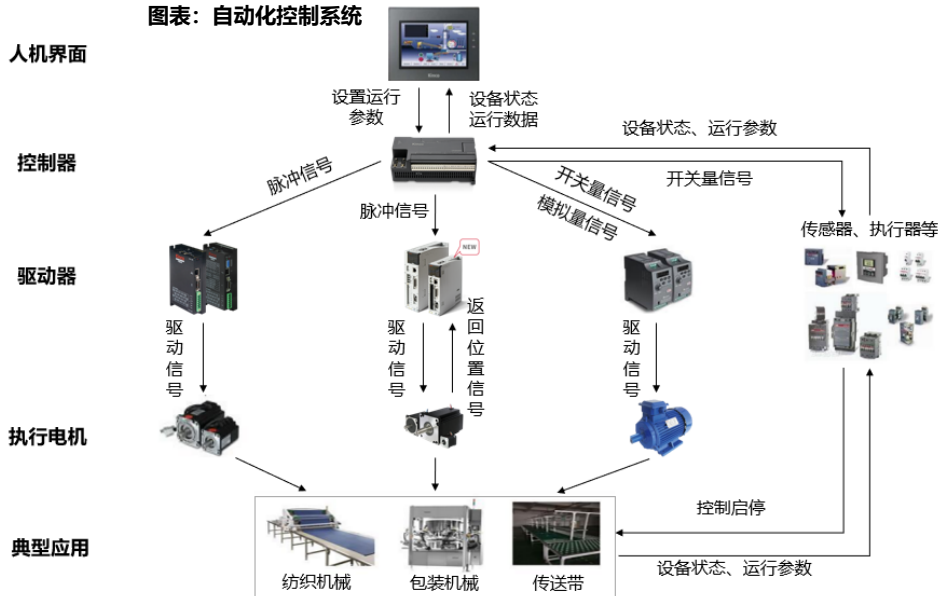 图表：自动化控制系统
人机界面
设置运行
参数
设备状态
运行数据
设备状态、运行参数
控制器
脉冲信号
脉冲信号
开关量信号
模拟量信号
开关量信号
传感器、执行器等
NEW
驱动器
驱动信号
驱动信号
返回位置信号
驱动信号
执行电机
控制启停
典型应用
纺织机械
包装机械
传送带
设备状态、运行参数